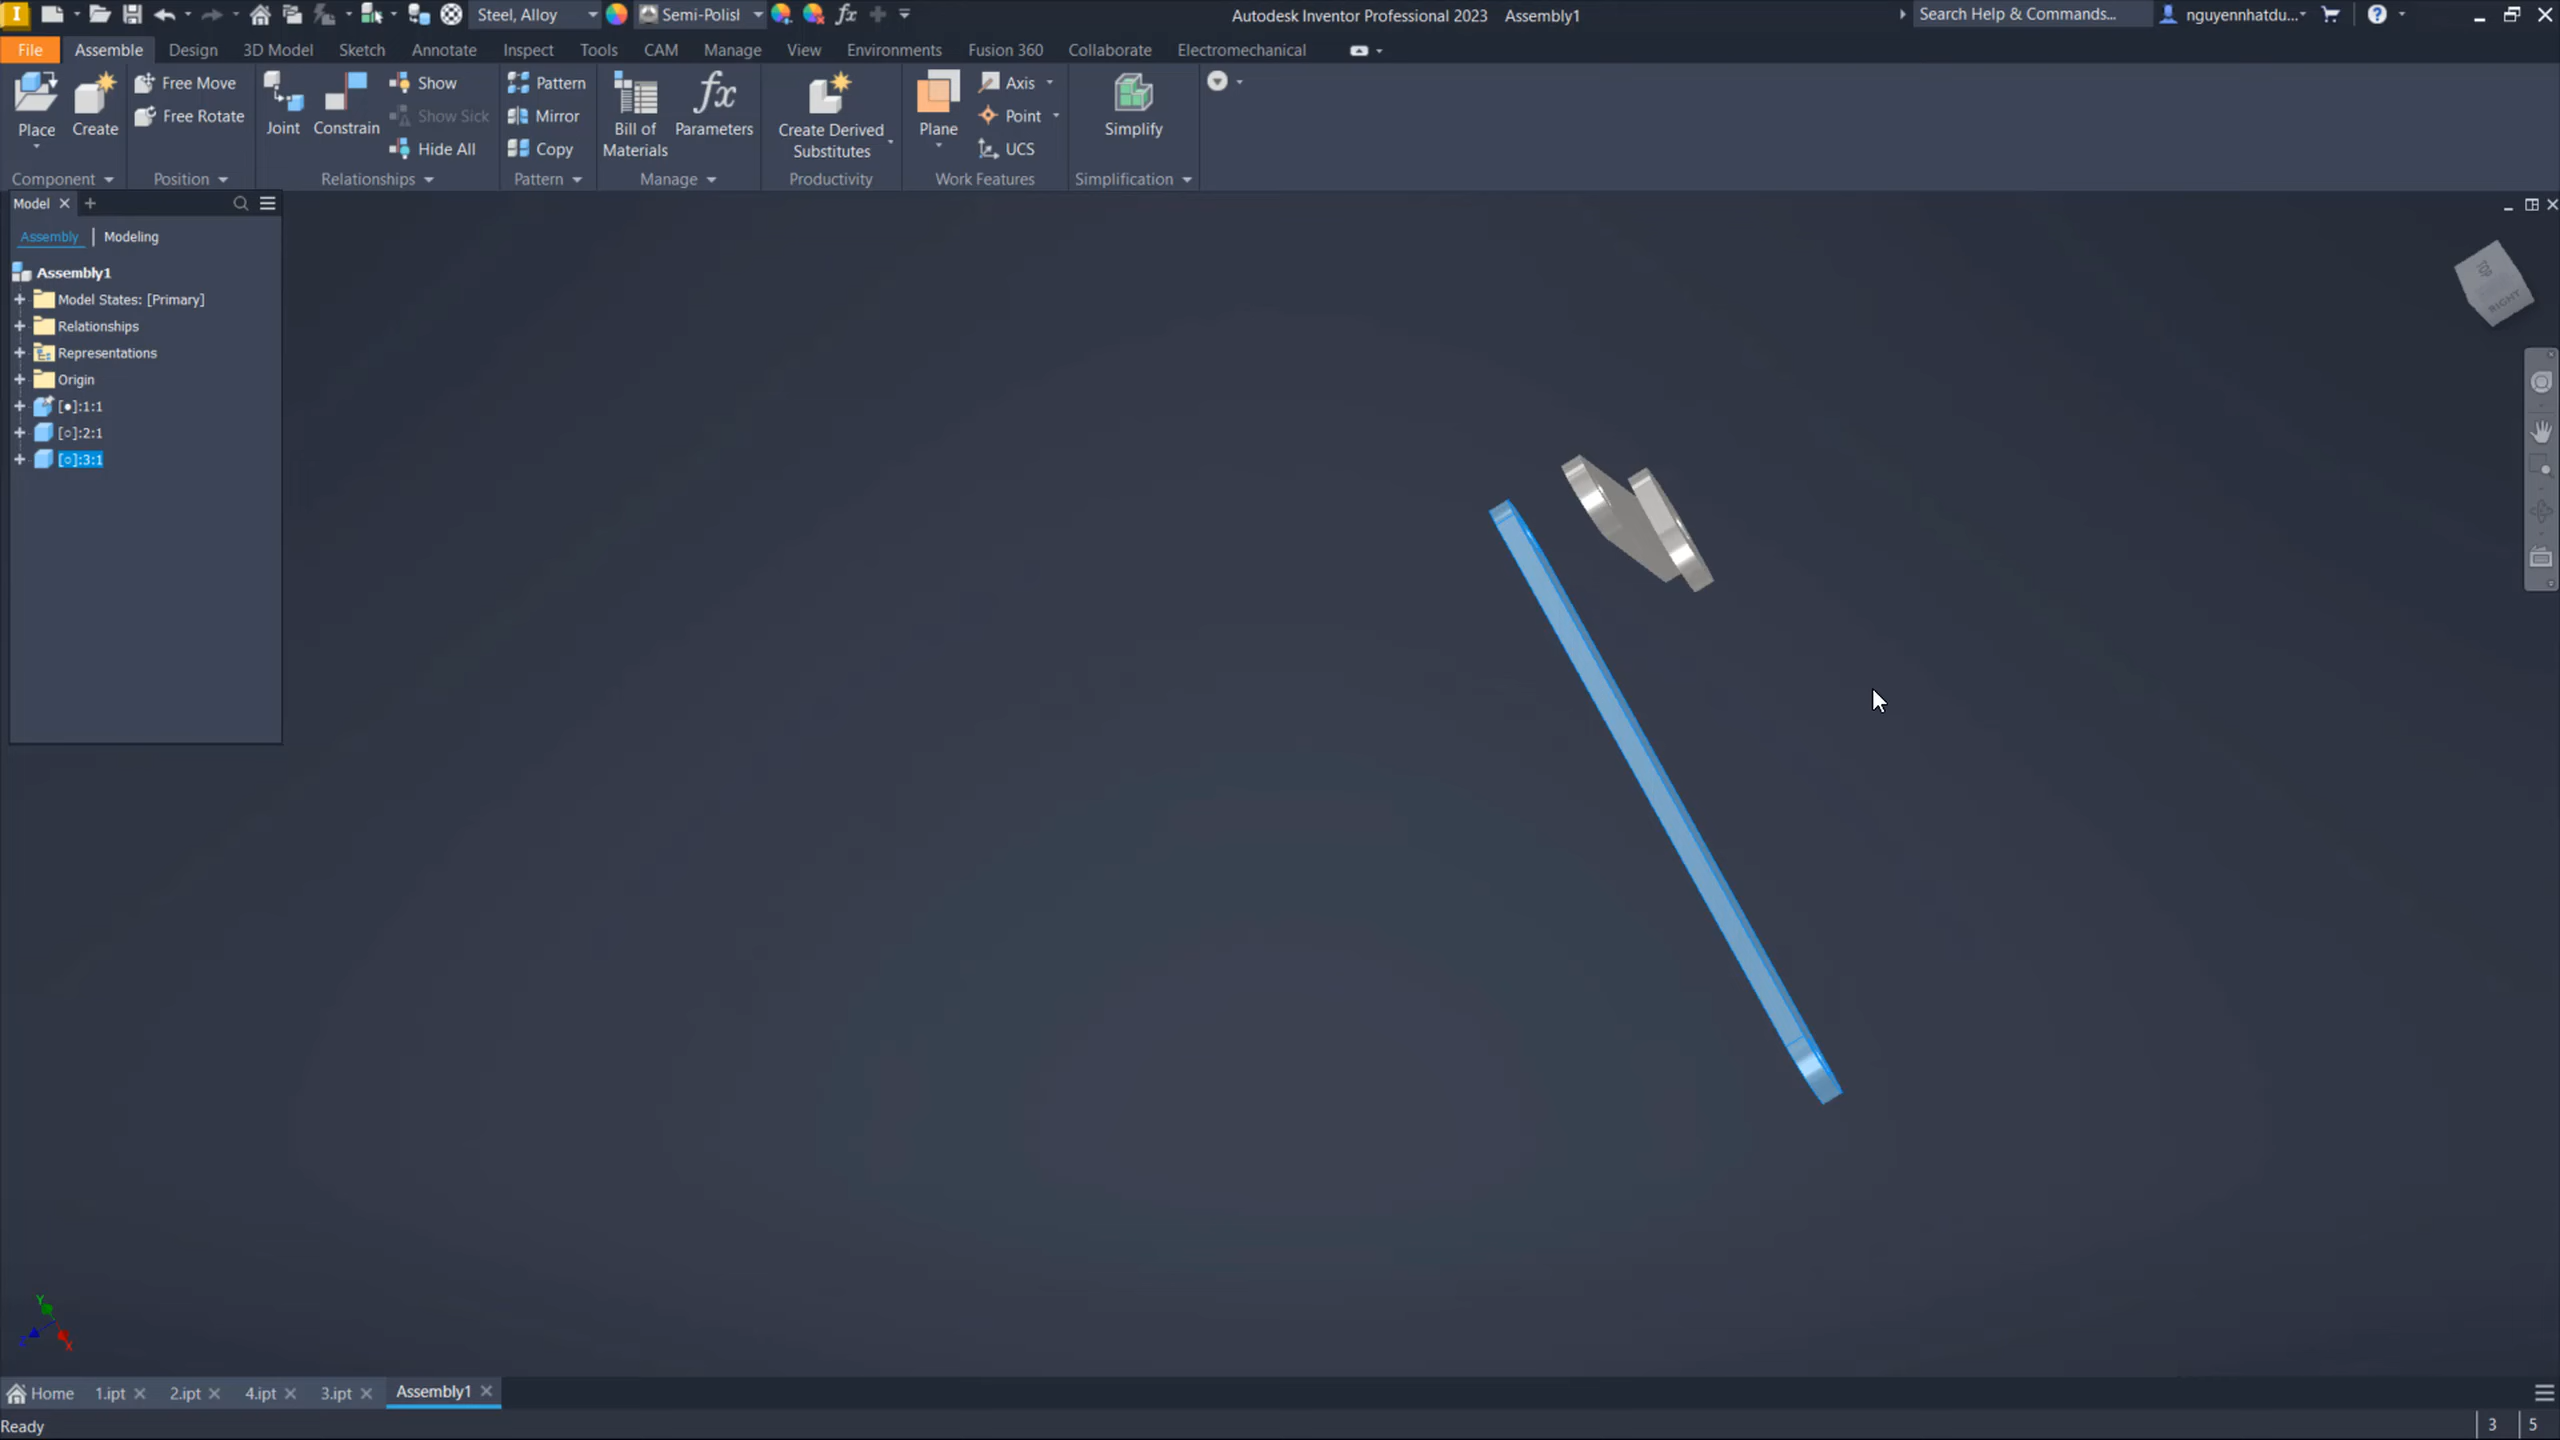 Steel, Alloy
Semi-Polisl
Autodesk Inventor Professional 2023 Assembly1
Search Help & Commands...
nguyennhatdu...
File Assemble Design 3D Model Sketch Annotate Inspect Tools CAM Manage View Environments Fusion 360 Collaborate Electromechanical
Place
Create
Free Move
Free Rotate
Joint
Constrain
Show
Show Sick
Hide All
Pattern
Mirror
Copy
Bill of
Materials
Parameters
Create Derived
Substitutes
Plane
Axis
Point
UCS
Simplify
Component Position Relationships Pattern Manage Productivity Work Features Simplification
Model
Assembly | Modeling
Assembly1
Model States: [Primary]
Relationships
Representations
Origin
[●]:1:1
[○]:2:1
[○]:3:1
TOP
RIGHT
Y
Z
X
Home 1.ipt 2.ipt 4.ipt 3.ipt Assembly1
Ready
3 5